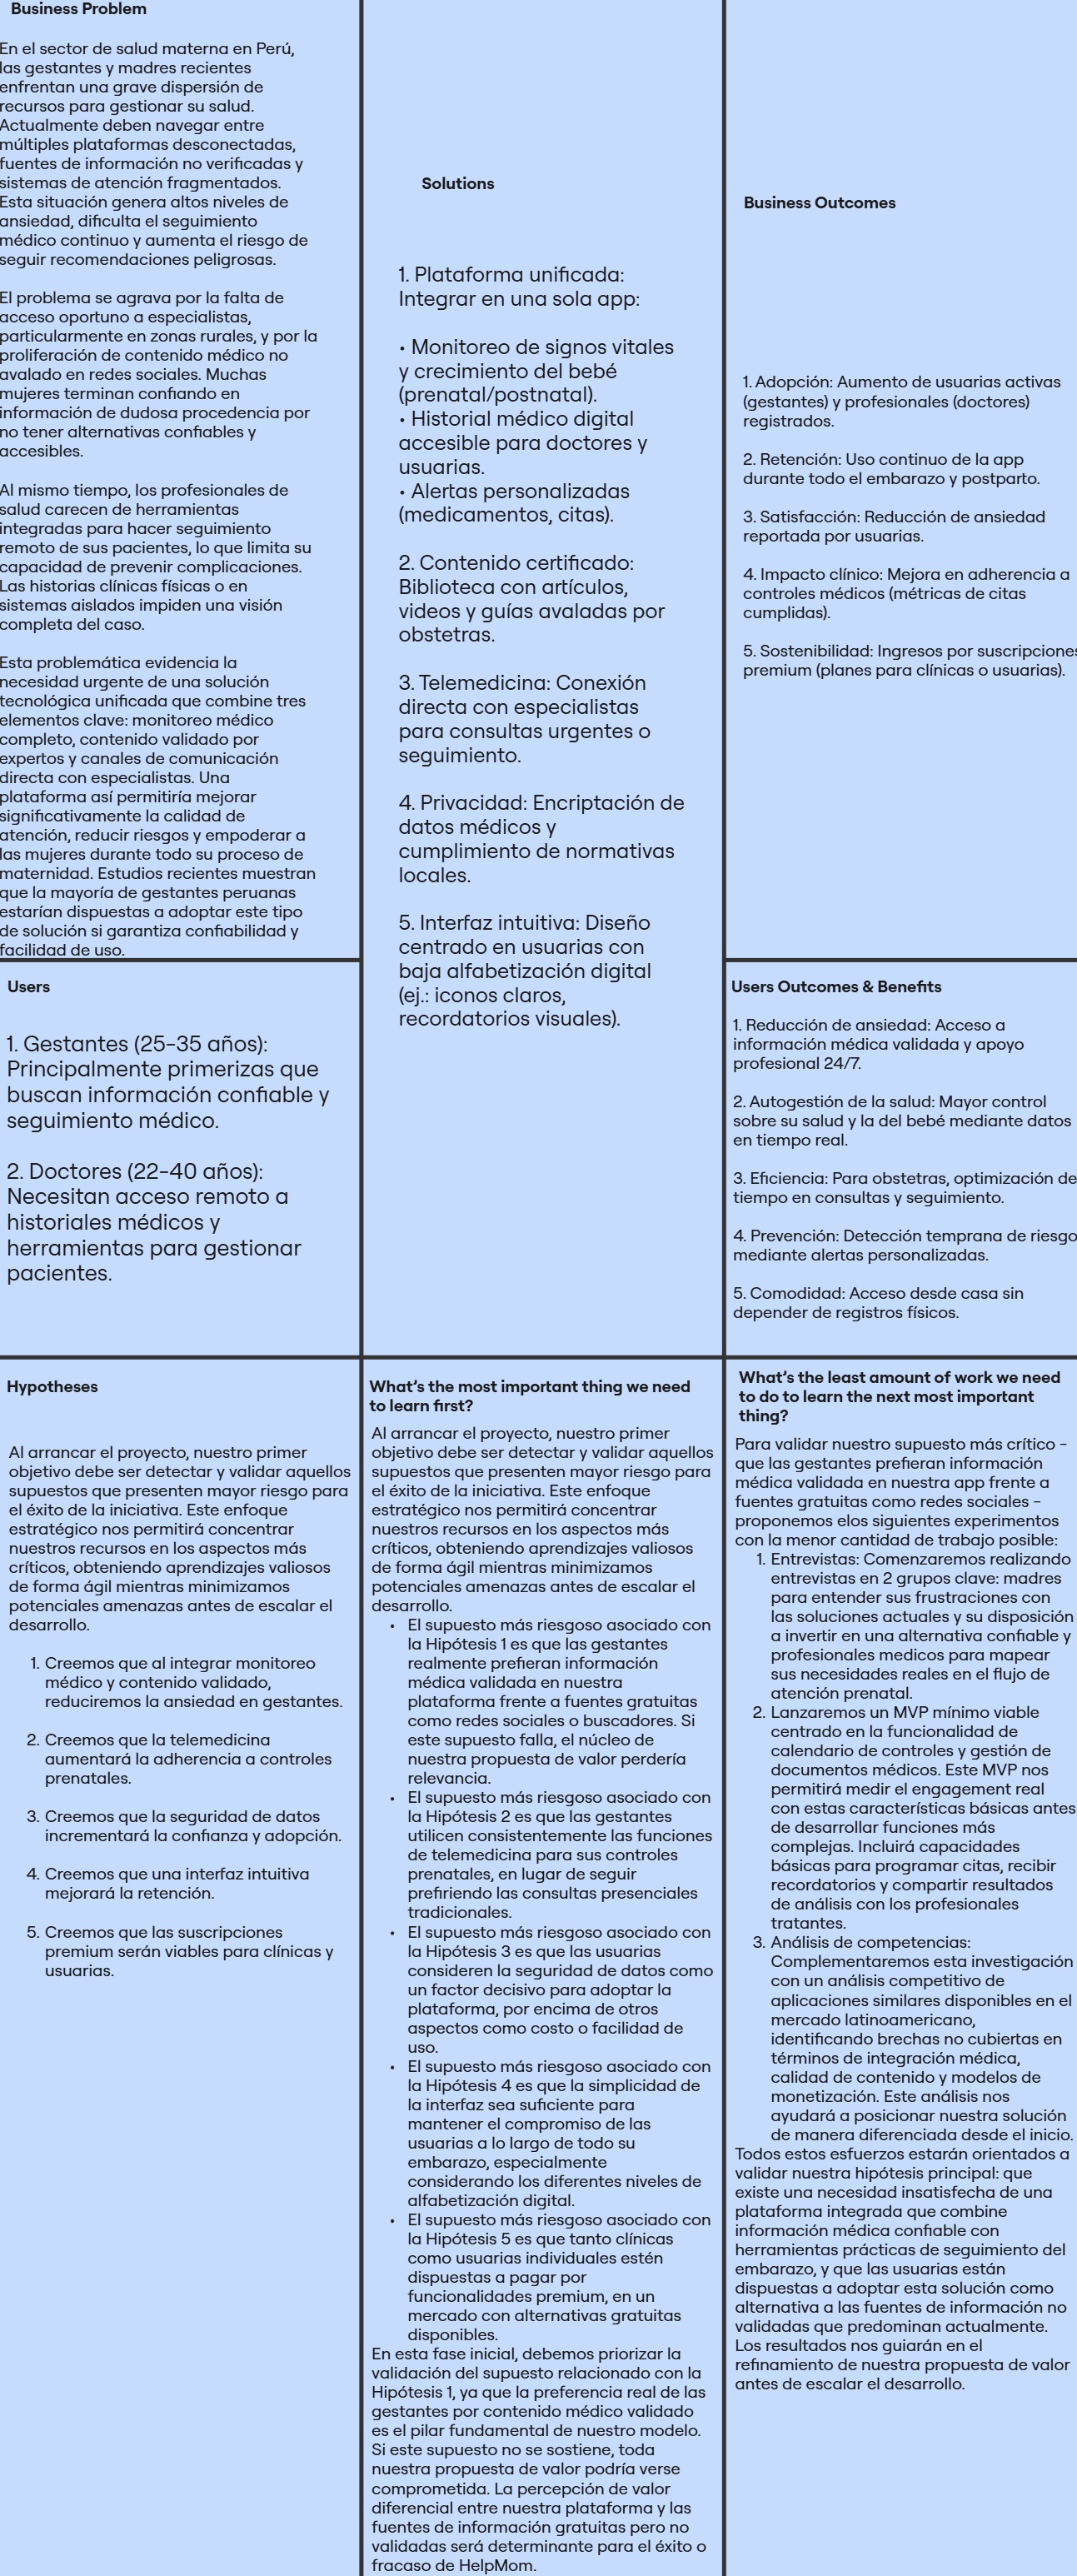 Business Problem
En el sector de salud materna en Perú,
las gestantes y madres recientes
enfrentan una grave dispersión de
recursos para gestionar su salud.
Actualmente deben navegar entre
múltiples plataformas desconectadas,
fuentes de información no verificadas y
sistemas de atención fragmentados.
Esta situación genera altos niveles de
ansiedad, dificulta el seguimiento
médico continuo y aumenta el riesgo de
seguir recomendaciones peligrosas.
El problema se agrava por la falta de
acceso oportuno a especialistas,
particularmente en zonas rurales, y por la
proliferación de contenido médico no
avalado en redes sociales. Muchas
mujeres terminan confiando en
información de dudosa procedencia por
no tener alternativas confiables y
accesibles.
Al mismo tiempo, los profesionales de
salud carecen de herramientas
integradas para hacer seguimiento
remoto de sus pacientes, lo que limita su
capacidad de prevenir complicaciones.
Las historias clínicas físicas o en
sistemas aislados impiden una visión
completa del caso.
Esta problemática evidencia la
necesidad urgente de una solución
tecnológica unificada que combine tres
elementos clave: monitoreo médico
completo, contenido validado por
expertos y canales de comunicación
directa con especialistas. Una
plataforma así permitiría mejorar
significativamente la calidad de
atención, reducir riesgos y empoderar a
las mujeres durante todo su proceso de
maternidad. Estudios recientes muestran
que la mayoría de gestantes peruanas
estarían dispuestas a adoptar este tipo
de solución si garantiza confiabilidad y
facilidad de uso.
Solutions
1. Plataforma unificada:
Integrar en una sola app:
• Monitoreo de signos vitales
y crecimiento del bebé
(prenatal/postnatal).
• Historial médico digital
accesible para doctores y
usuarias.
• Alertas personalizadas
(medicamentos, citas).
2. Contenido certificado:
Biblioteca con artículos,
videos y guías avaladas por
obstetras.
3. Telemedicina: Conexión
directa con especialistas
para consultas urgentes o
seguimiento.
4. Privacidad: Encriptación de
datos médicos y
cumplimiento de normativas
locales.
5. Interfaz intuitiva: Diseño
centrado en usuarias con
baja alfabetización digital
(ej.: iconos claros,
recordatorios visuales).
Business Outcomes
1. Adopción: Aumento de usuarias activas
(gestantes) y profesionales (doctores)
registrados.
2. Retención: Uso continuo de la app
durante todo el embarazo y postparto.
3. Satisfacción: Reducción de ansiedad
reportada por usuarias.
4. Impacto clínico: Mejora en adherencia a
controles médicos (métricas de citas
cumplidas).
5. Sostenibilidad: Ingresos por suscripciones
premium (planes para clínicas o usuarias).
Users
1. Gestantes (25-35 años):
Principalmente primerizas que
buscan información confiable y
seguimiento médico.
2. Doctores (22-40 años):
Necesitan acceso remoto a
historiales médicos y
herramientas para gestionar
pacientes.
Users Outcomes & Benefits
1. Reducción de ansiedad: Acceso a
información médica validada y apoyo
profesional 24/7.
2. Autogestión de la salud: Mayor control
sobre su salud y la del bebé mediante datos
en tiempo real.
3. Eficiencia: Para obstetras, optimización de
tiempo en consultas y seguimiento.
4. Prevención: Detección temprana de riesgo
mediante alertas personalizadas.
5. Comodidad: Acceso desde casa sin
depender de registros físicos.
Hypotheses
Al arrancar el proyecto, nuestro primer
objetivo debe ser detectar y validar aquellos
supuestos que presenten mayor riesgo para
el éxito de la iniciativa. Este enfoque
estratégico nos permitirá concentrar
nuestros recursos en los aspectos más
críticos, obteniendo aprendizajes valiosos
de forma ágil mientras minimizamos
potenciales amenazas antes de escalar el
desarrollo.
1. Creemos que al integrar monitoreo
médico y contenido validado,
reduciremos la ansiedad en gestantes.
2. Creemos que la telemedicina
aumentará la adherencia a controles
prenatales.
3. Creemos que la seguridad de datos
incrementará la confianza y adopción.
4. Creemos que una interfaz intuitiva
mejorará la retención.
5. Creemos que las suscripciones
premium serán viables para clínicas y
usuarias.
What's the most important thing we need
to learn first?
Al arrancar el proyecto, nuestro primer
objetivo debe ser detectar y validar aquellos
supuestos que presenten mayor riesgo para
el éxito de la iniciativa. Este enfoque
estratégico nos permitirá concentrar
nuestros recursos en los aspectos más
críticos, obteniendo aprendizajes valiosos
de forma ágil mientras minimizamos
potenciales amenazas antes de escalar el
desarrollo.
• El supuesto más riesgoso asociado con
la Hipótesis 1 es que las gestantes
realmente prefieran información
médica validada en nuestra
plataforma frente a fuentes gratuitas
como redes sociales o buscadores. Si
este supuesto falla, el núcleo de
nuestra propuesta de valor perdería
relevancia.
• El supuesto más riesgoso asociado con
la Hipótesis 2 es que las gestantes
utilicen consistentemente las funciones
de telemedicina para sus controles
prenatales, en lugar de seguir
prefiriendo las consultas presenciales
tradicionales.
• El supuesto más riesgoso asociado con
la Hipótesis 3 es que las usuarias
consideren la seguridad de datos como
un factor decisivo para adoptar la
plataforma, por encima de otros
aspectos como costo o facilidad de
uso.
• El supuesto más riesgoso asociado con
la Hipótesis 4 es que la simplicidad de
la interfaz sea suficiente para
mantener el compromiso de las
usuarias a lo largo de todo su
embarazo, especialmente
considerando los diferentes niveles de
alfabetización digital.
• El supuesto más riesgoso asociado con
la Hipótesis 5 es que tanto clínicas
como usuarias individuales estén
dispuestas a pagar por
funcionalidades premium, en un
mercado con alternativas gratuitas
disponibles.
En esta fase inicial, debemos priorizar la
validación del supuesto relacionado con la
Hipótesis 1, ya que la preferencia real de las
gestantes por contenido médico validado
es el pilar fundamental de nuestro modelo.
Si este supuesto no se sostiene, toda
nuestra propuesta de valor podría verse
comprometida. La percepción de valor
diferencial entre nuestra plataforma y las
fuentes de información gratuitas pero no
validadas será determinante para el éxito o
fracaso de HelpMom.
What's the least amount of work we need
to do to learn the next most important
thing?
Para validar nuestro supuesto más crítico -
que las gestantes prefieran información
médica validada en nuestra app frente a
fuentes gratuitas como redes sociales -
proponemos elos siguientes experimentos
con la menor cantidad de trabajo posible:
1. Entrevistas: Comenzaremos realizando
entrevistas en 2 grupos clave: madres
para entender sus frustraciones con
las soluciones actuales y su disposición
a invertir en una alternativa confiable y
profesionales medicos para mapear
sus necesidades reales en el flujo de
atención prenatal.
2. Lanzaremos un MVP mínimo viable
centrado en la funcionalidad de
calendario de controles y gestión de
documentos médicos. Este MVP nos
permitirá medir el engagement real
con estas características básicas antes
de desarrollar funciones más
complejas. Incluirá capacidades
básicas para programar citas, recibir
recordatorios y compartir resultados
de análisis con los profesionales
tratantes.
3. Análisis de competencias:
Complementaremos esta investigación
con un análisis competitivo de
aplicaciones similares disponibles en el
mercado latinoamericano,
identificando brechas no cubiertas en
términos de integración médica,
calidad de contenido y modelos de
monetización. Este análisis nos
ayudará a posicionar nuestra solución
de manera diferenciada desde el inicio.
Todos estos esfuerzos estarán orientados a
validar nuestra hipótesis principal: que
existe una necesidad insatisfecha de una
plataforma integrada que combine
información médica confiable con
herramientas prácticas de seguimiento del
embarazo, y que las usuarias están
dispuestas a adoptar esta solución como
alternativa a las fuentes de información no
validadas que predominan actualmente.
Los resultados nos guiarán en el
refinamiento de nuestra propuesta de valor
antes de escalar el desarrollo.